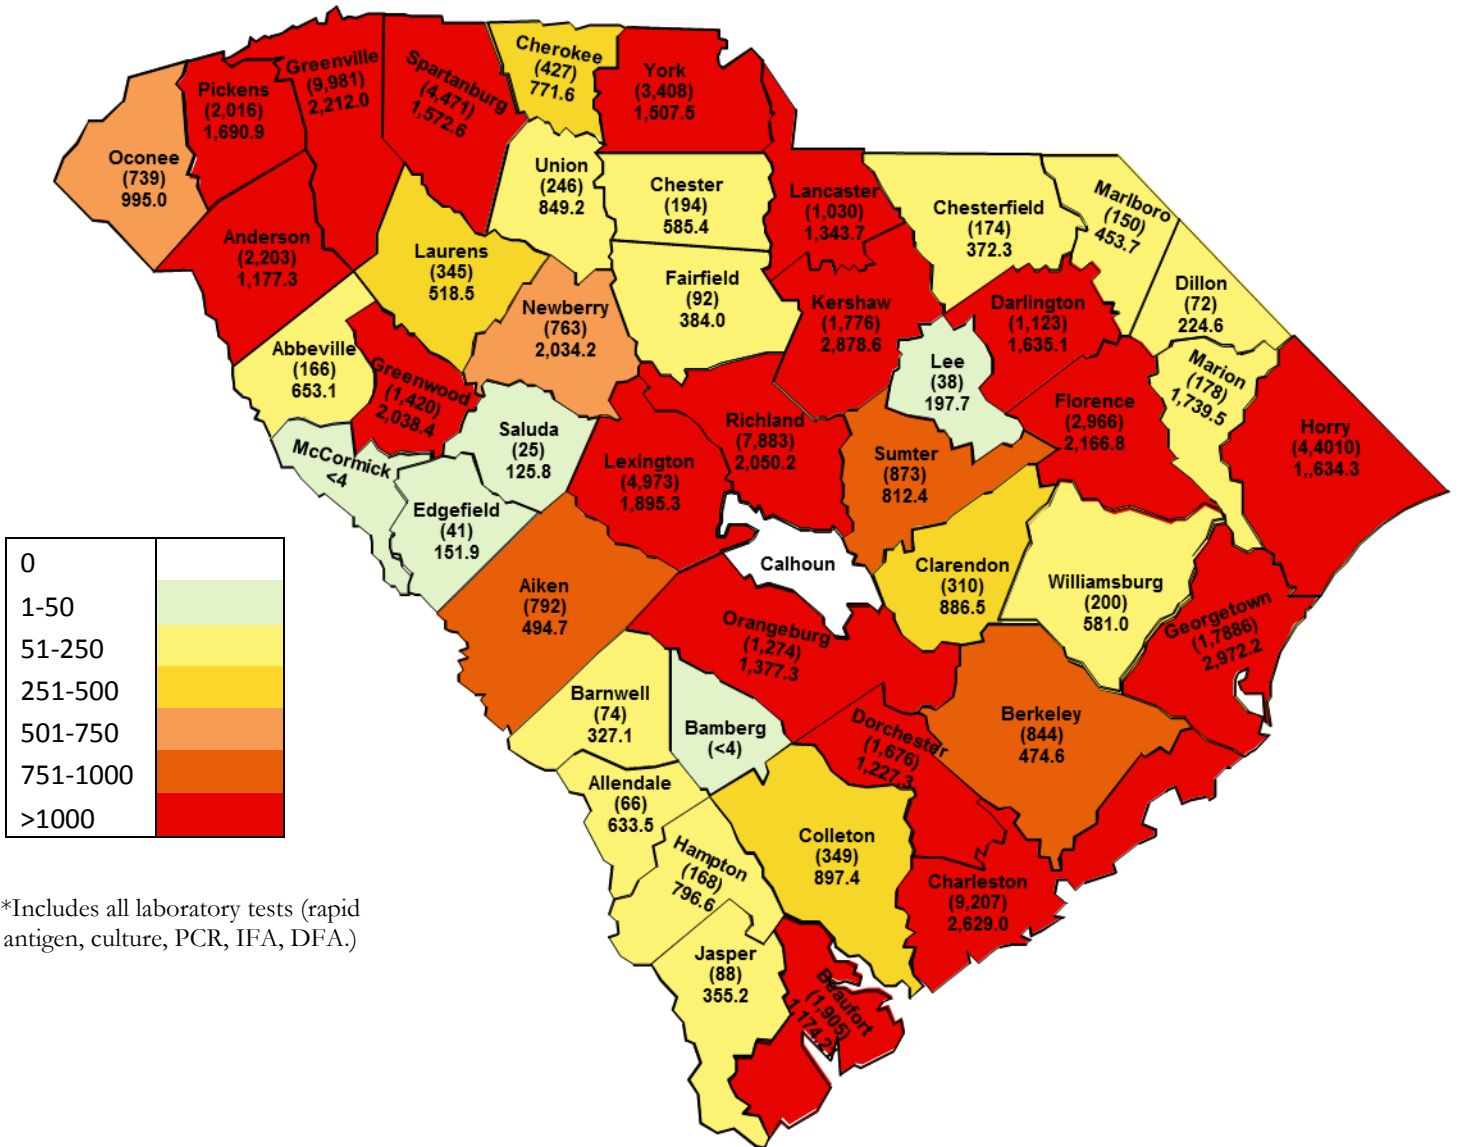 Cherokee
(427)
771.6
Greenville
(9,981)
2,212.0
Spartanburg
(4,471)
1,572.6
York
(3,408)
1,507.5
Pickens
(2,016)
1,690.9
Oconee
(739)
995.0
Union
(246)
849.2
Chester
(194)
585.4
Lancaster
(1,030)
1,343.7
Chesterfield
(174)
372.3
Marlboro
(150)
453.7
Anderson
(2,203)
1,177.3
Laurens
(345)
518.5
Fairfield
(92)
384.0
Dillon
(72)
224.6
Newberry
(763)
2,034.2
Kershaw
(1,776)
2,878.6
Darlington
(1,123)
1,635.1
Abbeville
(166)
653.1
Greenwood
(1,420)
2,038.4
Lee
(38)
197.7
Marion
(178)
1,739.5
Saluda
(25)
125.8
Richland
(7,883)
2,050.2
Florence
(2,966)
2,166.8
Horry
(4,4010)
1,,634.3
McCormick
<4
Lexington
(4,973)
1,895.3
Sumter
(873)
812.4
Edgefield
(41)
151.9
Calhoun
Clarendon
(310)
886.5
Williamsburg
(200)
581.0
Aiken
(792)
494.7
Orangeburg
(1,274)
1,377.3
Georgetown
(1,7886)
2,972.2
Barnwell
(74)
327.1
Bamberg
(<4)
Dorchester
(1,676)
1,227.3
Berkeley
(844)
474.6
Allendale
(66)
633.5
Colleton
(349)
897.4
Hampton
(168)
796.6
Charleston
(9,207)
2,629.0
Jasper
(88)
355.2
Beaufort
(1,905)
1,174.2
0
1-50
51-250
251-500
501-750
751-1000
>1000
*Includes all laboratory tests (rapid
antigen, culture, PCR, IFA, DFA.)